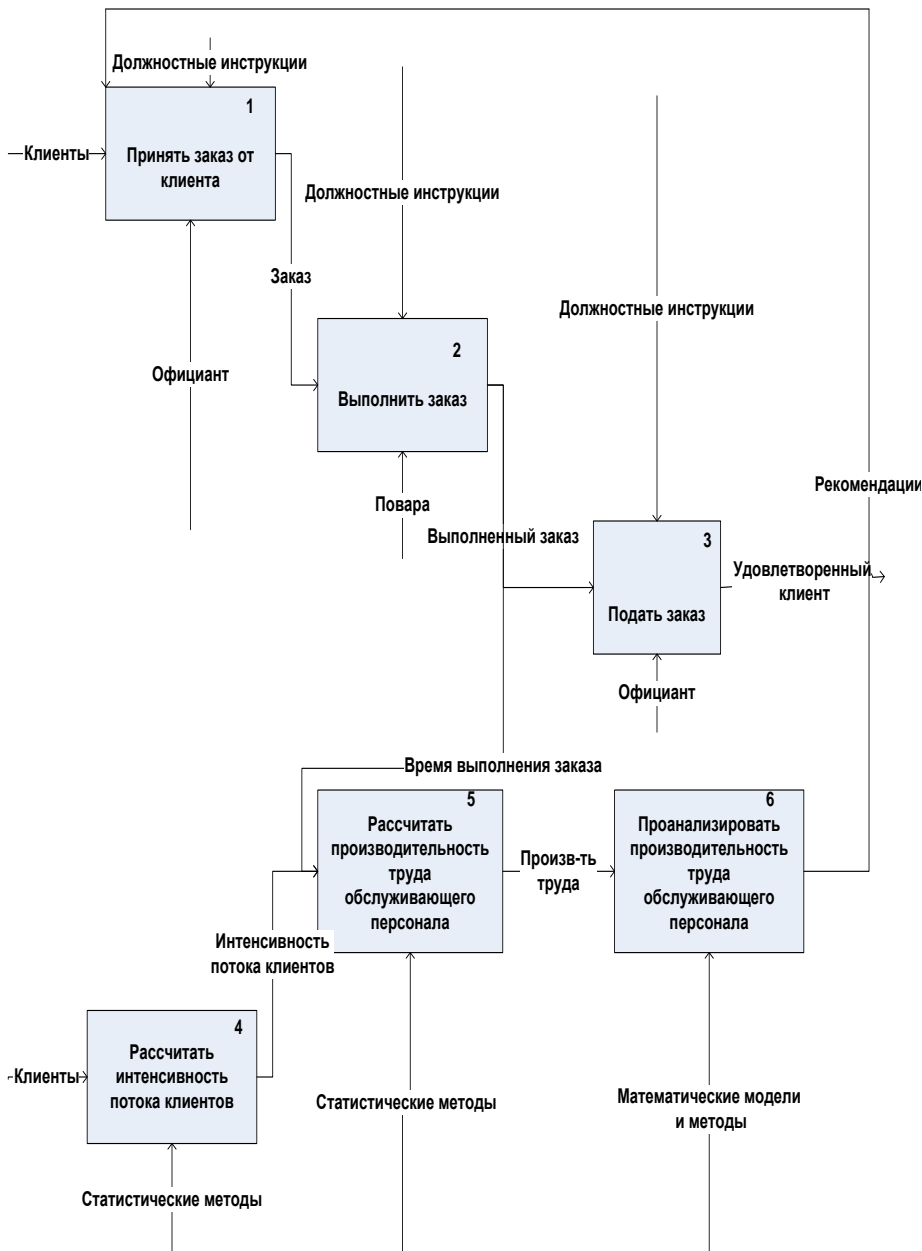 Должностные инструкции
1
Клиенты
Принять заказ от
клиента
Должностные инструкции
Заказ
Должностные инструкции
2
Официант
Выполнить заказ
Рекомендации
Повара
Выполненный заказ
3
Удовлетворенный
клиент
Подать заказ
Официант
Время выполнения заказа
5
Рассчитать
производительность
труда
обслуживающего
персонала
Произв-ть
труда
6
Проанализировать
производительность
труда
обслуживающего
персонала
Интенсивность
потока клиентов
4
Клиенты
Рассчитать
интенсивность
потока клиентов
Статистические методы
Математические модели
и методы
Статистические методы